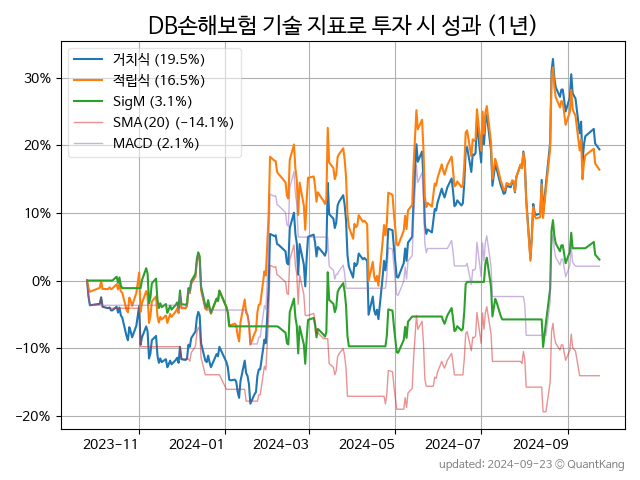 DB손해보험 기술 지표로 투자 시 성과 (1년)
거치식 (19.5%)
적립식 (16.5%)
SigM (3.1%)
SMA(20) (−14.1%)
MACD (2.1%)
30%
20%
10%
0%
−10%
−20%
2023-11
2024-01
2024-03
2024-05
2024-07
2024-09
updated: 2024-09-23 ⓒ QuantKang